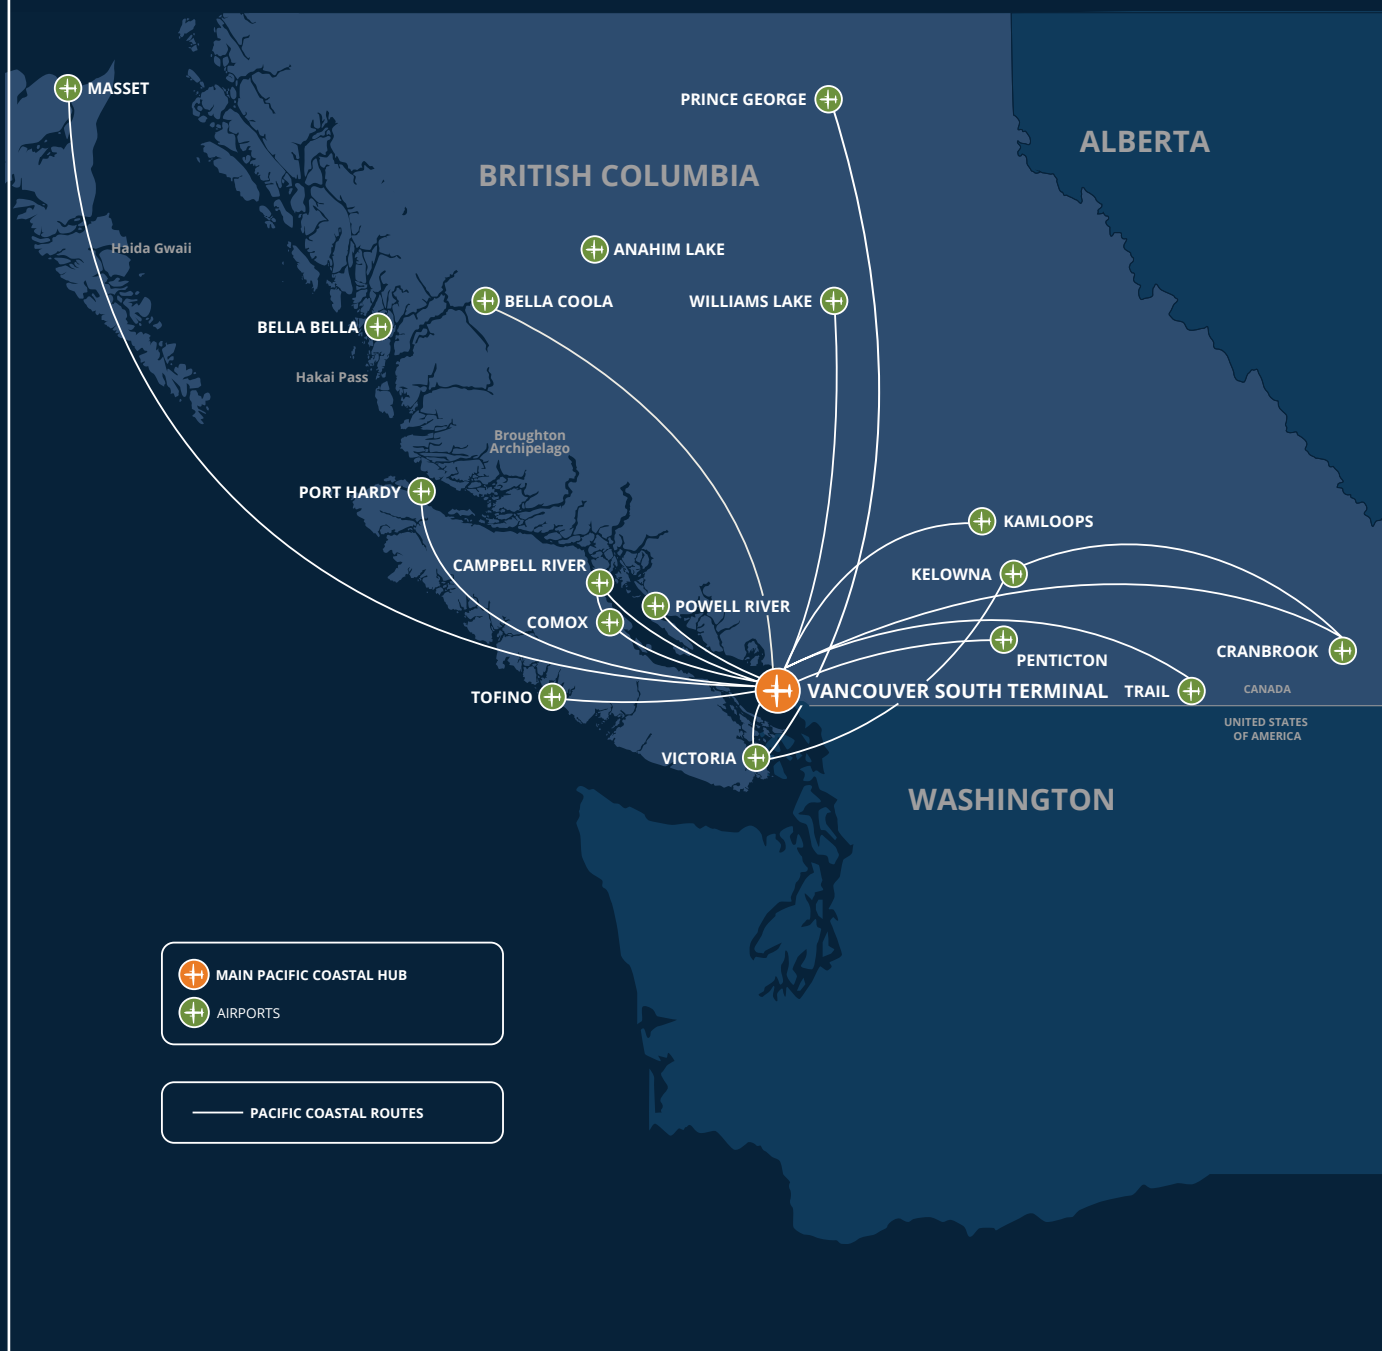 MASSET
PRINCE GEORGE
ALBERTA
BRITISH COLUMBIA
Haida Gwaii
ANAHIM LAKE
BELLA COOLA
WILLIAMS LAKE
BELLA BELLA
Hakai Pass
Broughton
Archipelago
PORT HARDY
KAMLOOPS
CAMPBELL RIVER
KELOWNA
POWELL RIVER
COMOX
CRANBROOK
PENTICTON
TOFINO
VANCOUVER SOUTH TERMINAL
TRAIL
CANADA
UNITED STATES
OF AMERICA
VICTORIA
WASHINGTON
MAIN PACIFIC COASTAL HUB
AIRPORTS
PACIFIC COASTAL ROUTES